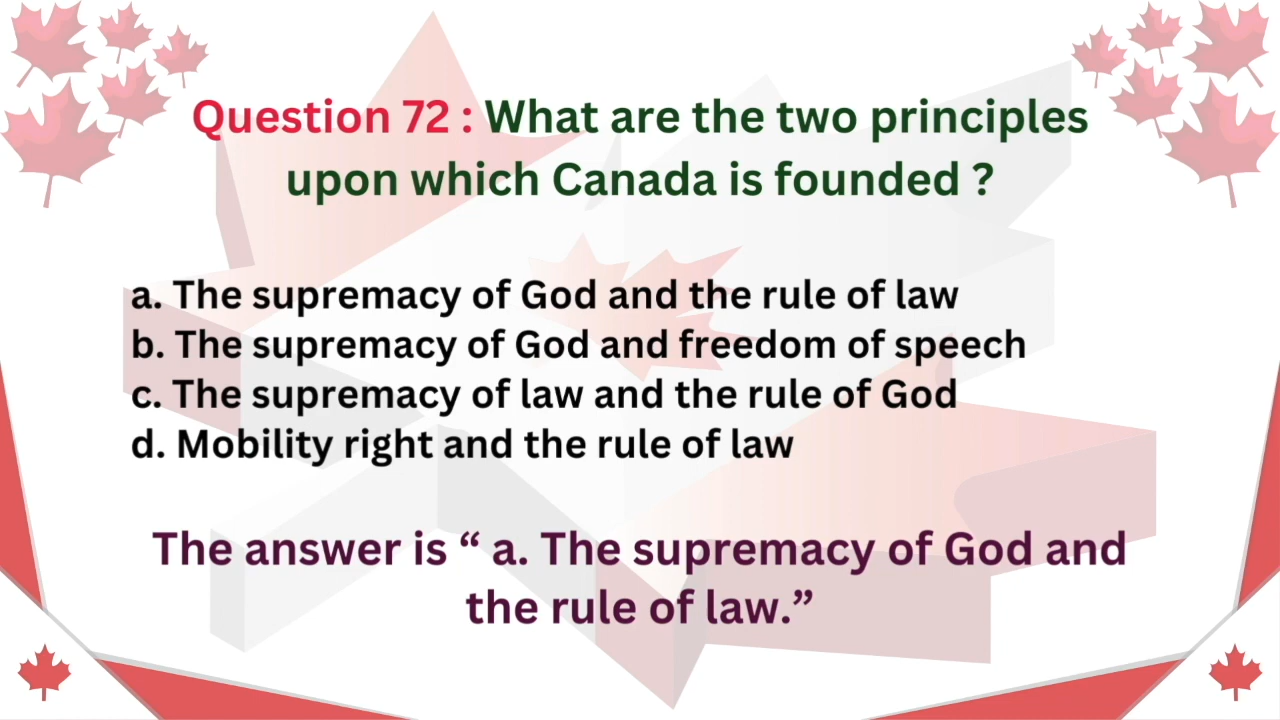 Question 72 : What are the two principles
upon which Canada is founded ?
a. The supremacy of God and the rule of law
b. The supremacy of God and freedom of speech
c. The supremacy of law and the rule of God
d. Mobility right and the rule of law
The answer is “ a. The supremacy of God and
the rule of law.”